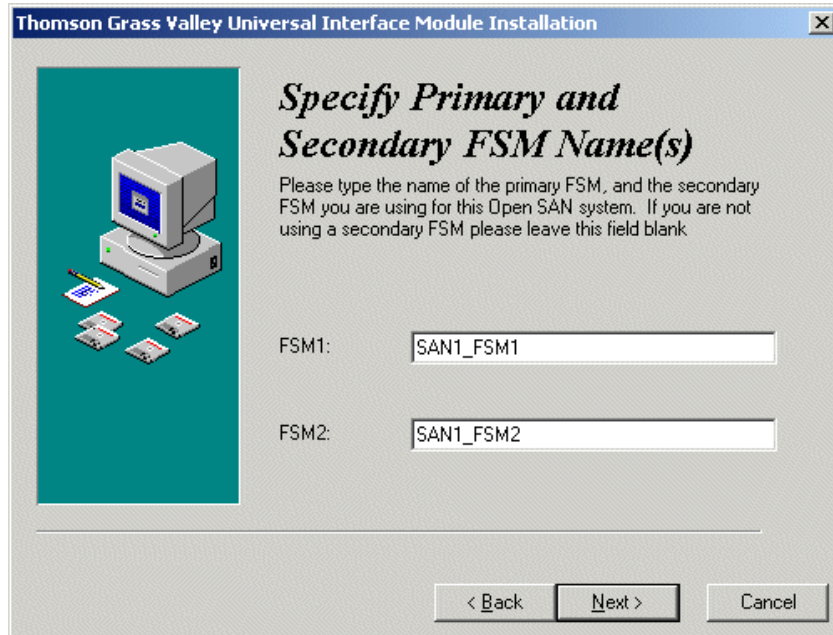 Thomson Grass Valley Universal Interface Module Installation
Specify Primary and
Secondary FSM Name(s)
Please type the name of the primary FSM, and the secondary
FSM you are using for this Open SAN system.  If you are not
using a secondary FSM please leave this field blank
FSM1:
SAN1_FSM1
FSM2:
SAN1_FSM2
< Back
Next >
Cancel